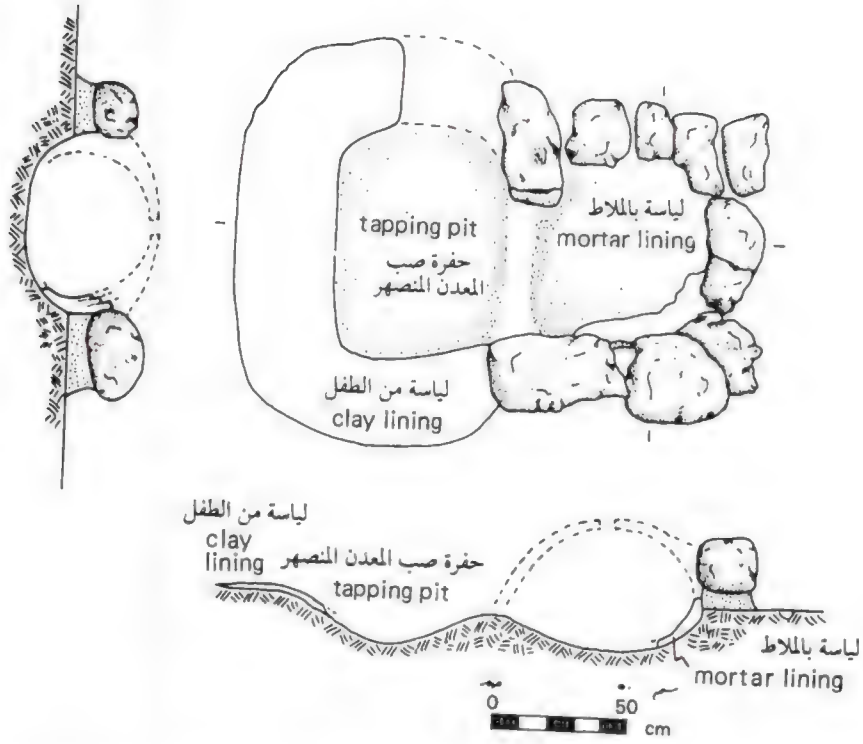 tapping pit
حفرة صب
المعدن المنصهر
لياسة بالملاط
mortar lining
لياسة من الطفل
clay lining
لياسة من الطفل
clay
lining
حفرة صب المعدن المنصهر
tapping pit
لياسة بالملاط
mortar lining
0 50
cm